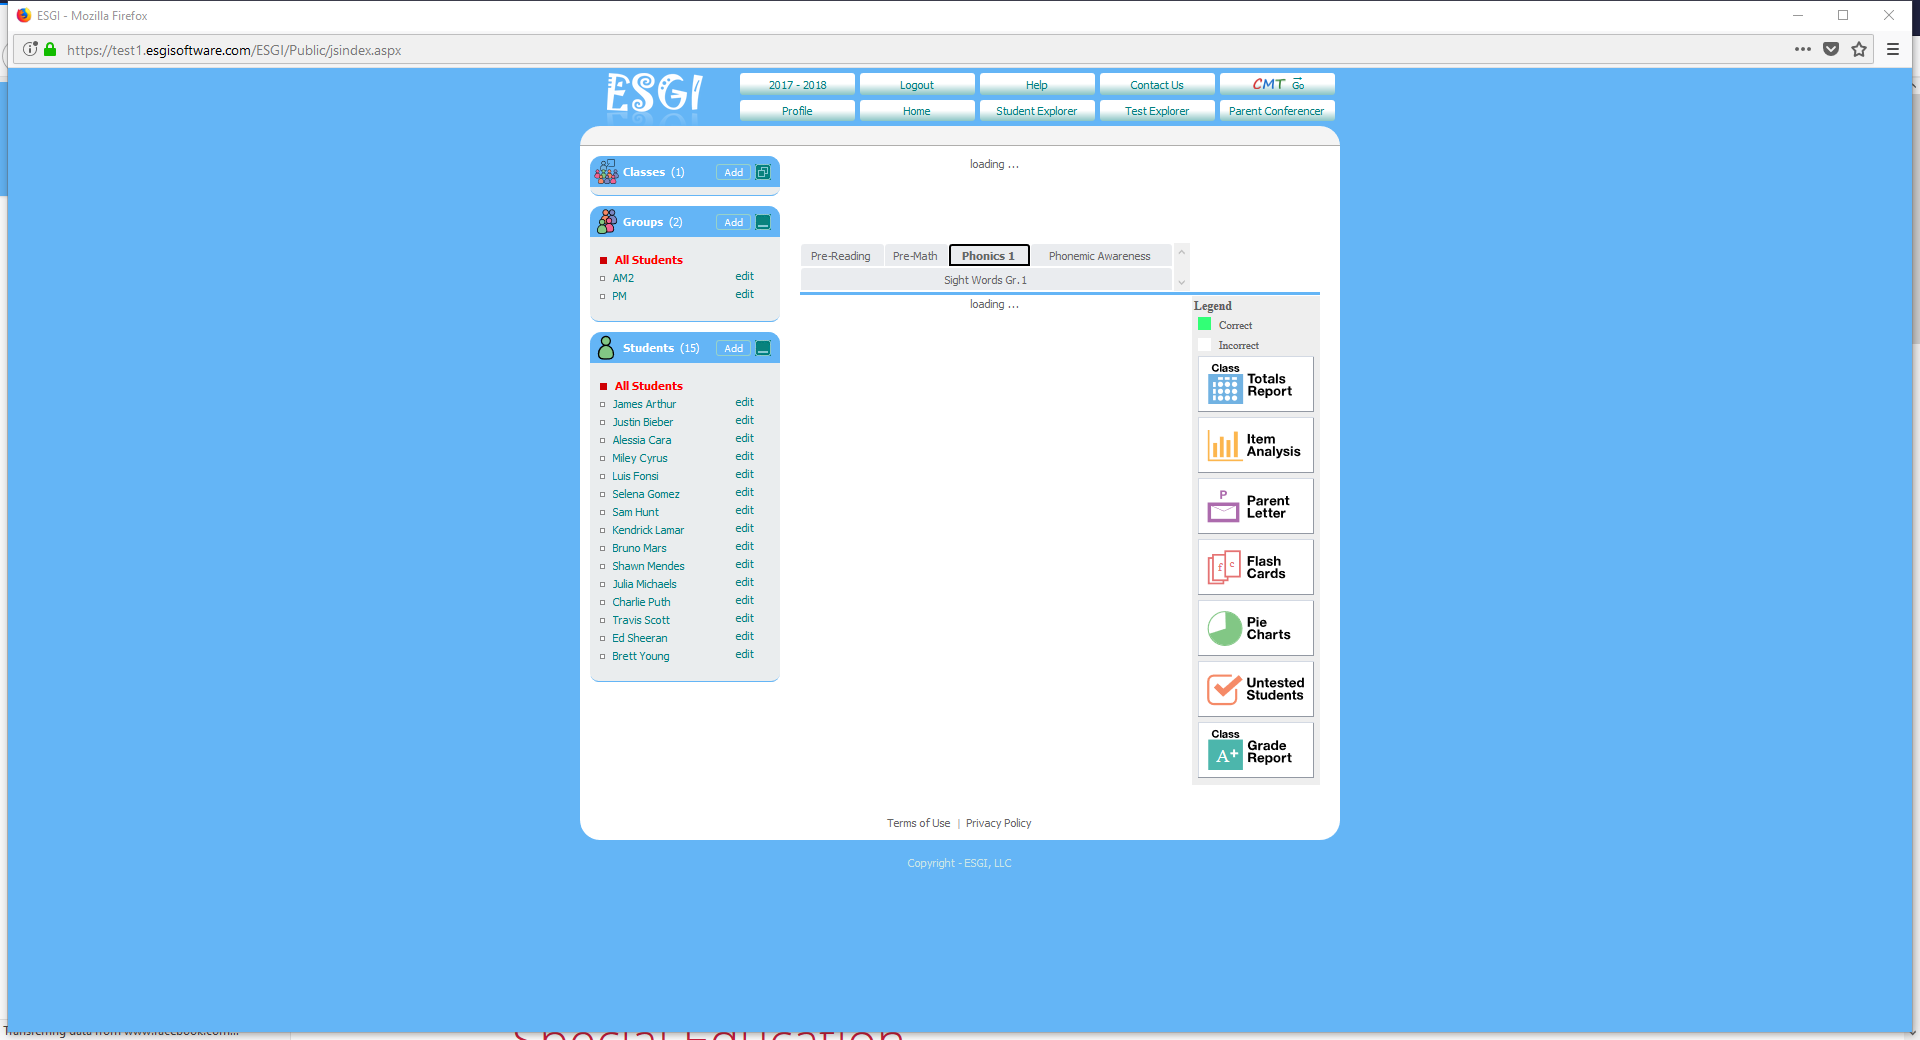 ESGI - Mozilla Firefox
https://test1.esgisoftware.com/ESGI/Public/jsindex.aspx
ESGI
2017 - 2018 Logout Help Contact Us CMT Go
Profile Home Student Explorer Test Explorer Parent Conferencer
Classes (1) Add
Groups (2) Add
All Students
AM2 edit
PM edit
Students (15) Add
All Students
James Arthur edit
Justin Bieber edit
Alessia Cara edit
Miley Cyrus edit
Luis Fonsi edit
Selena Gomez edit
Sam Hunt edit
Kendrick Lamar edit
Bruno Mars edit
Shawn Mendes edit
Julia Michaels edit
Charlie Puth edit
Travis Scott edit
Ed Sheeran edit
Brett Young edit
loading ...
Pre-Reading Pre-Math Phonics 1 Phonemic Awareness
Sight Words Gr.1
loading ...
Legend
Correct
Incorrect
Class
Totals
Report
Item
Analysis
P
Parent
Letter
f c
Flash
Cards
Pie
Charts
Untested
Students
Class
A+
Grade
Report
Terms of Use | Privacy Policy
Copyright - ESGI, LLC
Transferring data from www.facebook.com...
Special Education